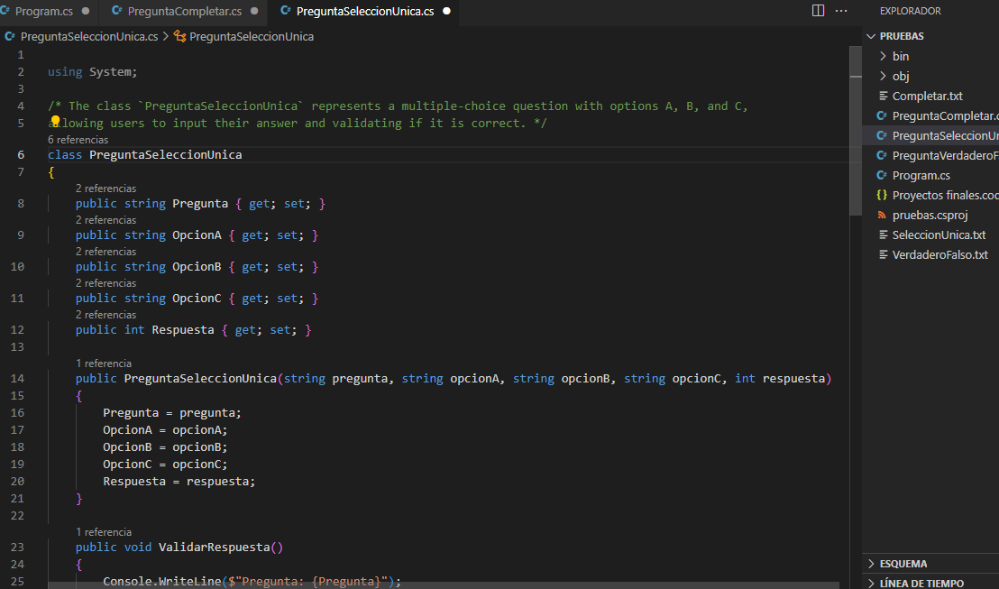 Program.cs
PreguntaCompletar.cs
PreguntaSeleccionUnica.cs
EXPLORADOR
PreguntaSeleccionUnica.cs > PreguntaSeleccionUnica
1
2 using System;
3
4 /* The class `PreguntaSeleccionUnica` represents a multiple-choice question with options A, B, and C,
5 allowing users to input their answer and validating if it is correct. */
6 referencias
6 class PreguntaSeleccionUnica
7 {
2 referencias
8 public string Pregunta { get; set; }
2 referencias
9 public string OpcionA { get; set; }
2 referencias
10 public string OpcionB { get; set; }
2 referencias
11 public string OpcionC { get; set; }
2 referencias
12 public int Respuesta { get; set; }
13
1 referencia
14 public PreguntaSeleccionUnica(string pregunta, string opcionA, string opcionB, string opcionC, int respuesta)
15 {
16 Pregunta = pregunta;
17 OpcionA = opcionA;
18 OpcionB = opcionB;
19 OpcionC = opcionC;
20 Respuesta = respuesta;
21 }
22
1 referencia
23 public void ValidarRespuesta()
24 {
25 Console.WriteLine($"Pregunta: {Pregunta}");
PRUEBAS
bin
obj
Completar.txt
PreguntaCompletar.c
PreguntaSeleccionUn
PreguntaVerdaderoF
Program.cs
Proyectos finales.coc
pruebas.csproj
SeleccionUnica.txt
VerdaderoFalso.txt
ESQUEMA
LÍNEA DE TIEMPO